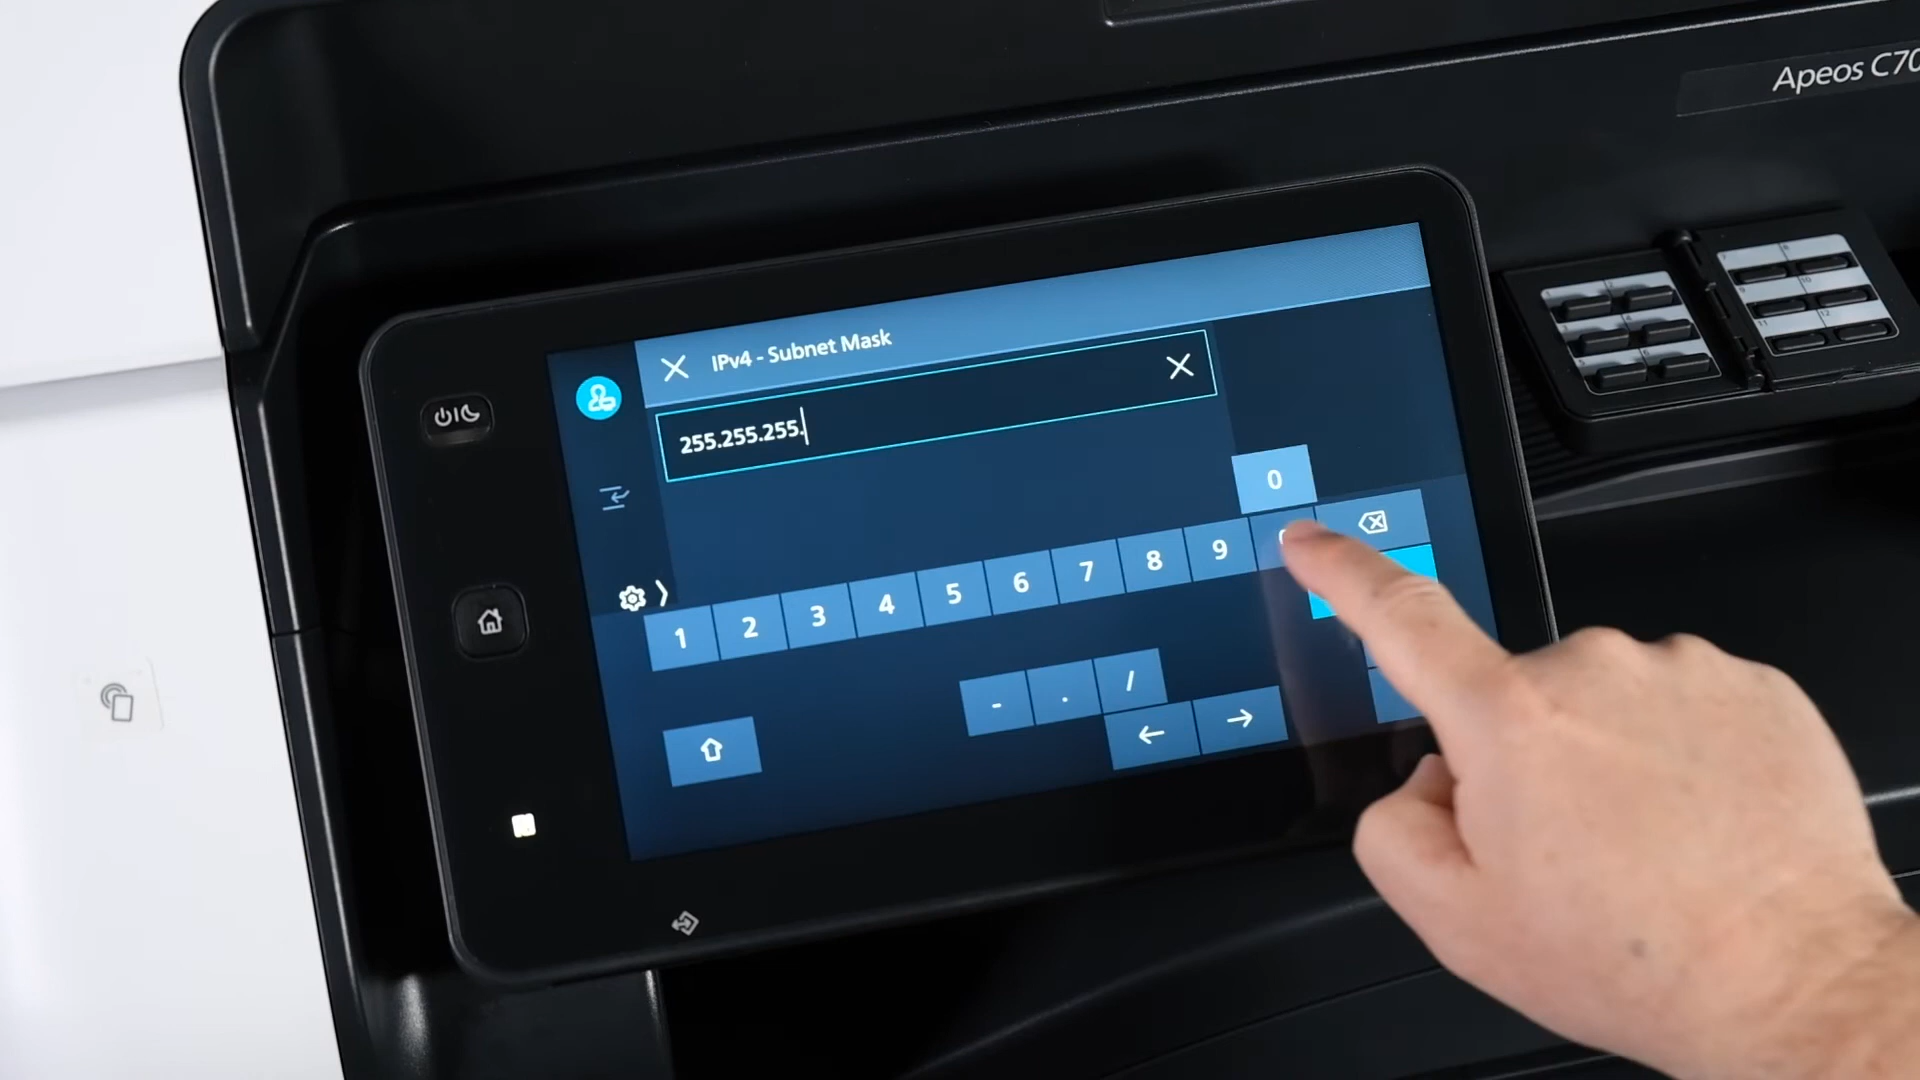 Apeos C70
IPv4 - Subnet Mask
255.255.255.
0
1 2 3 4 5 6 7 8 9
- . /